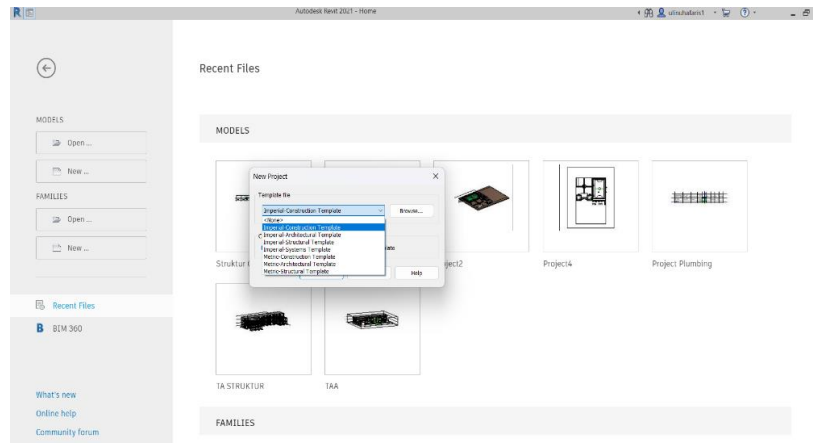 Autodesk Revit 2021 - Home
ulinuhafaris1
Recent Files
MODELS
Open ...
New ...
FAMILIES
Open ...
New ...
Recent Files
BIM 360
What's new
Online help
Community forum
MODELS
New Project
Template file
Imperial-Construction Template
Browse...
<None>
Imperial-Construction Template
Imperial-Architectural Template
Imperial-Structural Template
Imperial-Systems Template
Metric-Construction Template
Metric-Architectural Template
Metric-Structural Template
Help
Project4
Project Plumbing
TA STRUKTUR
TAA
FAMILIES